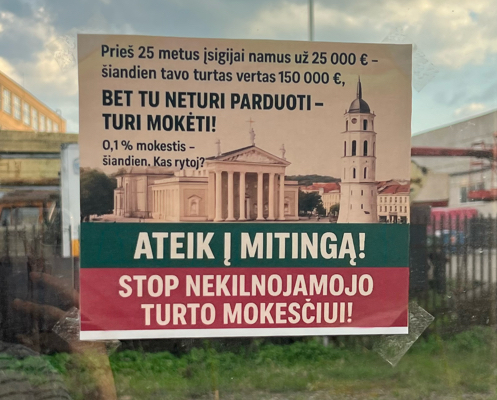 Prieš 25 metus įsigijai namus už 25 000 € –
šiandien tavo turtas vertas 150 000 €,
BET TU NETURI PARDUOTI –
TURI MOKĖTI!
0,1 % mokestis –
šiandien. Kas rytoj?
ATEIK Į MITINGĄ!
STOP NEKILNOJAMOJO
TURTO MOKESČIUI!